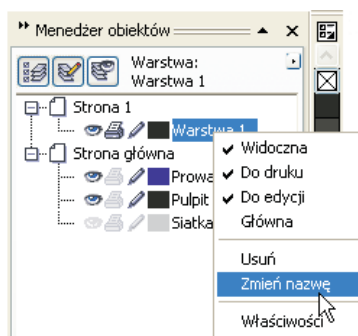 Menedżer obiektów
Warstwa:
Warstwa 1
Strona 1
Warstwa 1
Strona główna
Prowa
Pulpit
Siatka
Widoczna
Do druku
Do edycji
Główna
Usuń
Zmień nazwę
Właściwości